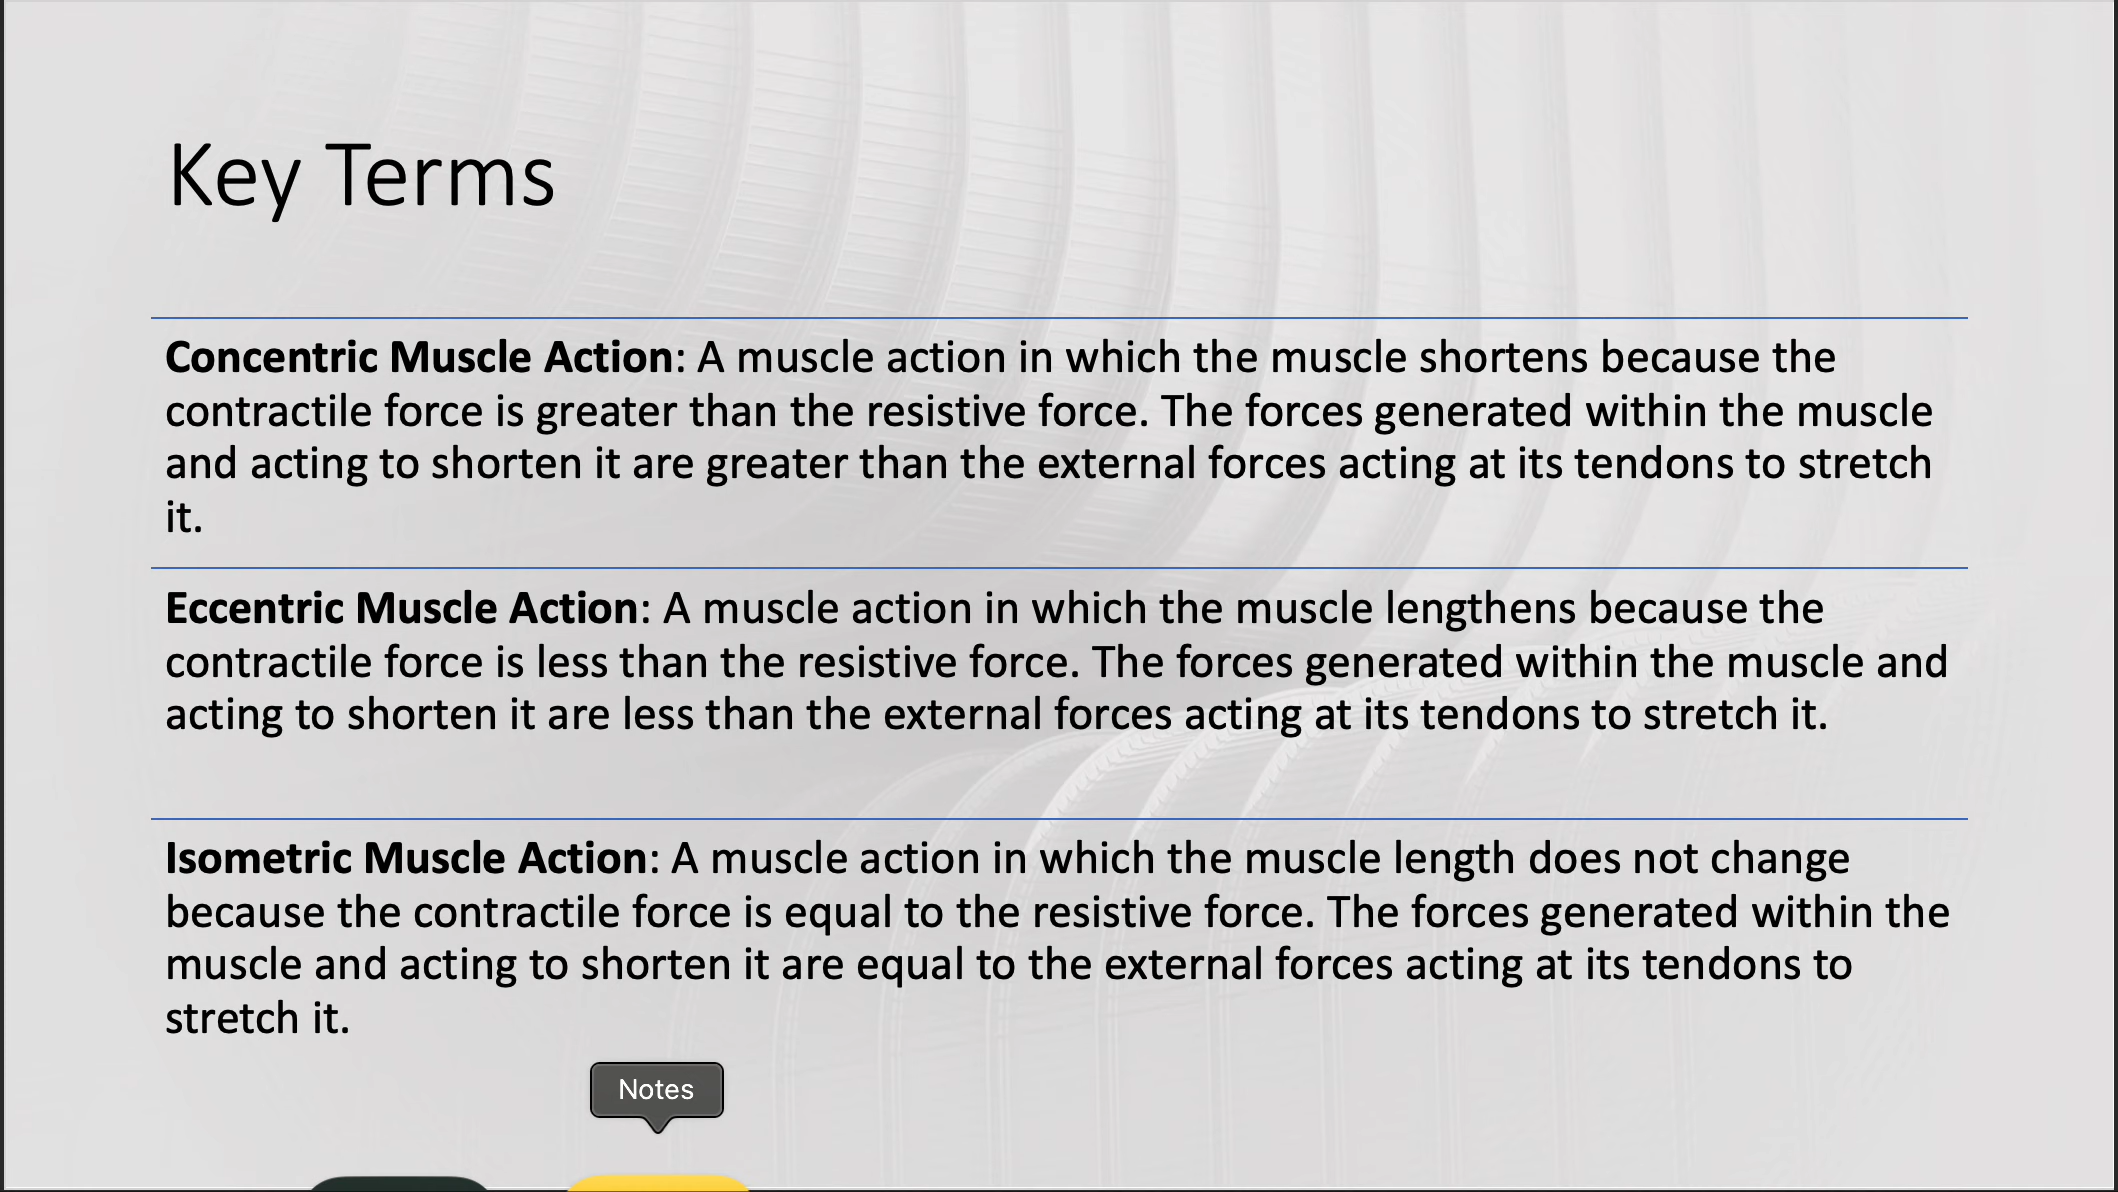 Key Terms
Concentric Muscle Action: A muscle action in which the muscle shortens because the
contractile force is greater than the resistive force. The forces generated within the muscle
and acting to shorten it are greater than the external forces acting at its tendons to stretch
it.
Eccentric Muscle Action: A muscle action in which the muscle lengthens because the
contractile force is less than the resistive force. The forces generated within the muscle and
acting to shorten it are less than the external forces acting at its tendons to stretch it.
Isometric Muscle Action: A muscle action in which the muscle length does not change
because the contractile force is equal to the resistive force. The forces generated within the
muscle and acting to shorten it are equal to the external forces acting at its tendons to
stretch it.
Notes